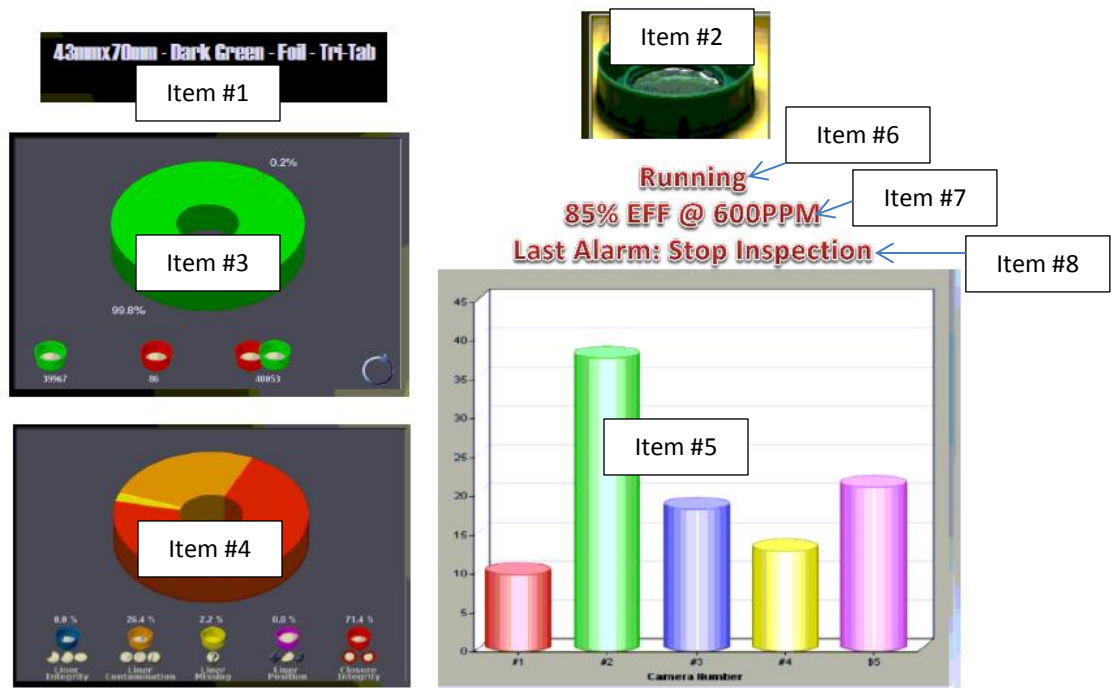 43mmx70mm - Dark Green - Foil - Tri-Tab
Item #1
Item #2
Item #6
Running
Item #7
85% EFF @ 600PPM
Last Alarm: Stop Inspection
Item #8
0.2%
Item #3
99.8%
39967 86 40053
Item #4
0.0 % 26.4 % 2.2 % 0.0 % 71.4 %
Liner Integrity
Liner Contamination
Liner Missing
Liner Position
Closure Integrity
45
40
35
30
25
20
15
10
5
0
Item #5
#1 #2 #3 #4 #5
Camera Number